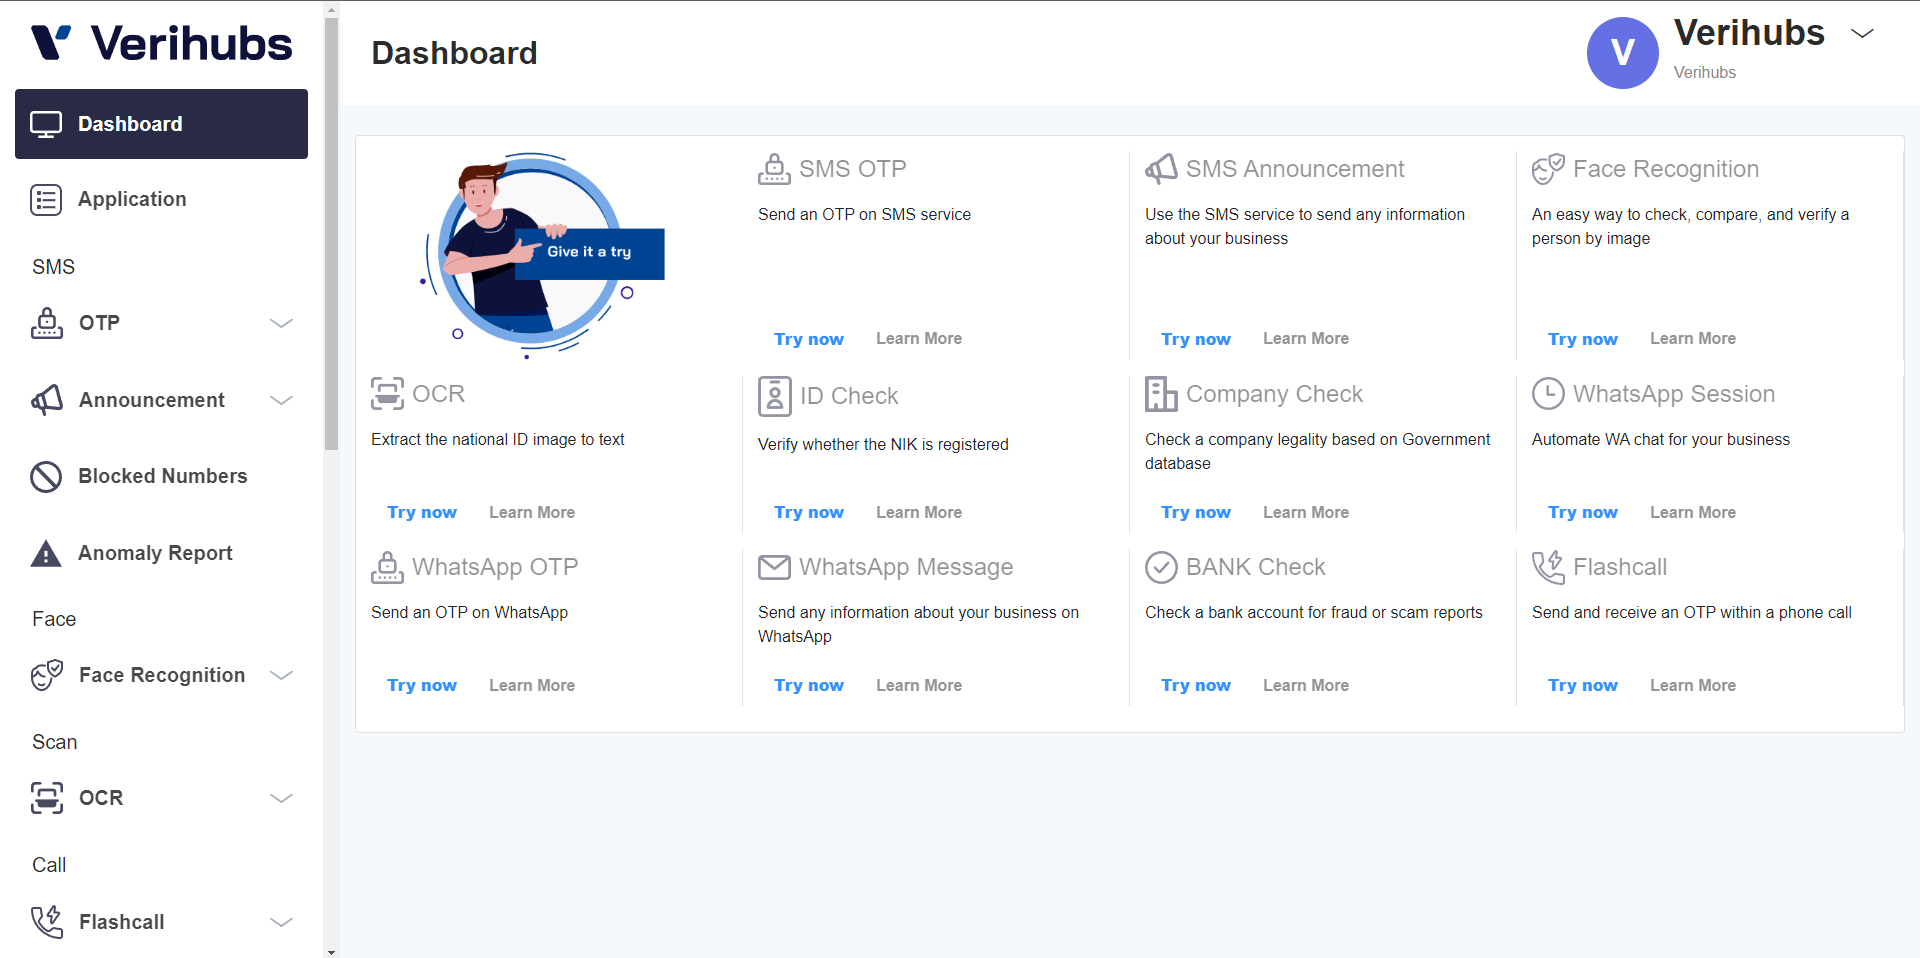 Verihubs
Dashboard
Application
SMS
OTP
Announcement
Blocked Numbers
Anomaly Report
Face
Face Recognition
Scan
OCR
Call
Flashcall
Dashboard
V
Verihubs
Verihubs
Give it a try
SMS OTP
Send an OTP on SMS service
Try now
Learn More
SMS Announcement
Use the SMS service to send any information
about your business
Try now
Learn More
Face Recognition
An easy way to check, compare, and verify a
person by image
Try now
Learn More
OCR
Extract the national ID image to text
Try now
Learn More
ID Check
Verify whether the NIK is registered
Try now
Learn More
Company Check
Check a company legality based on Government
database
Try now
Learn More
WhatsApp Session
Automate WA chat for your business
Try now
Learn More
WhatsApp OTP
Send an OTP on WhatsApp
Try now
Learn More
WhatsApp Message
Send any information about your business on
WhatsApp
Try now
Learn More
BANK Check
Check a bank account for fraud or scam reports
Try now
Learn More
Flashcall
Send and receive an OTP within a phone call
Try now
Learn More